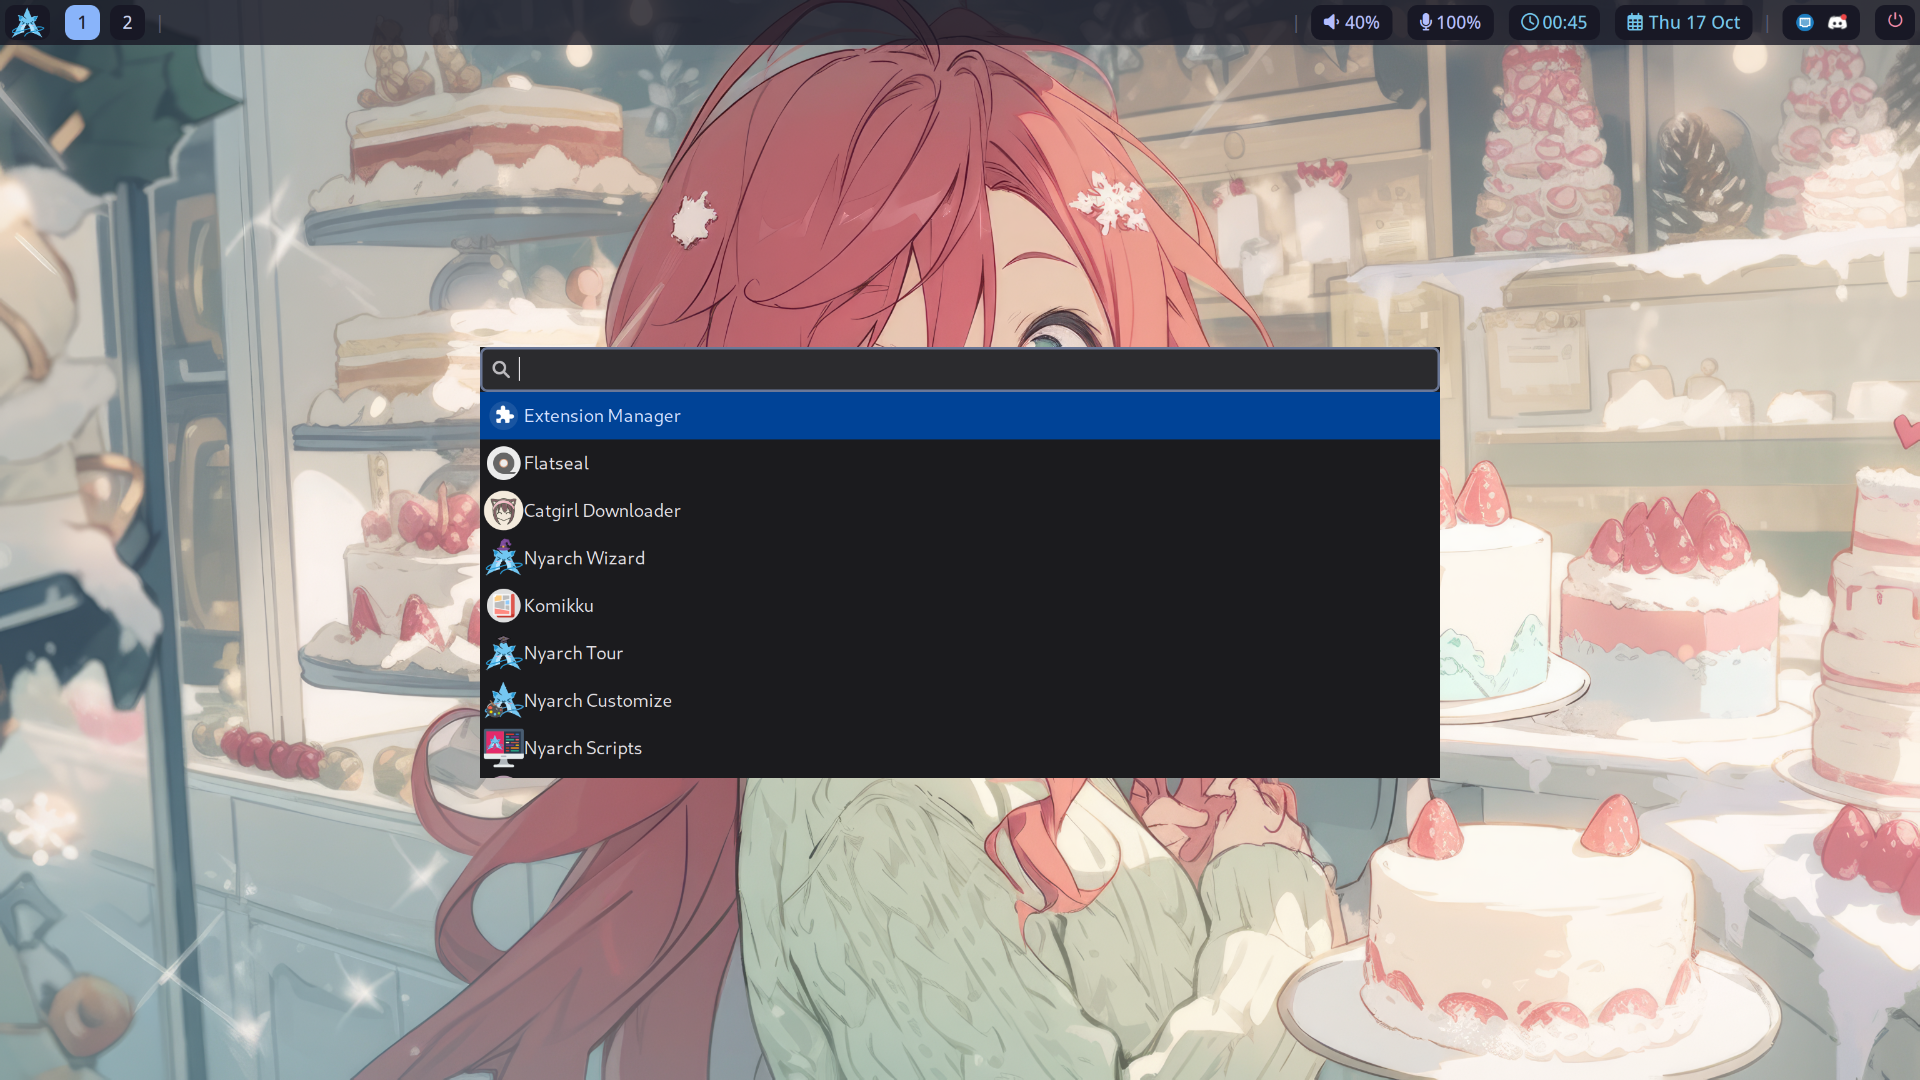 1 2 | | 40% 100% 00:45 Thu 17 Oct |
Extension Manager
Flatseal
Catgirl Downloader
Nyarch Wizard
Komikku
Nyarch Tour
Nyarch Customize
Nyarch Scripts